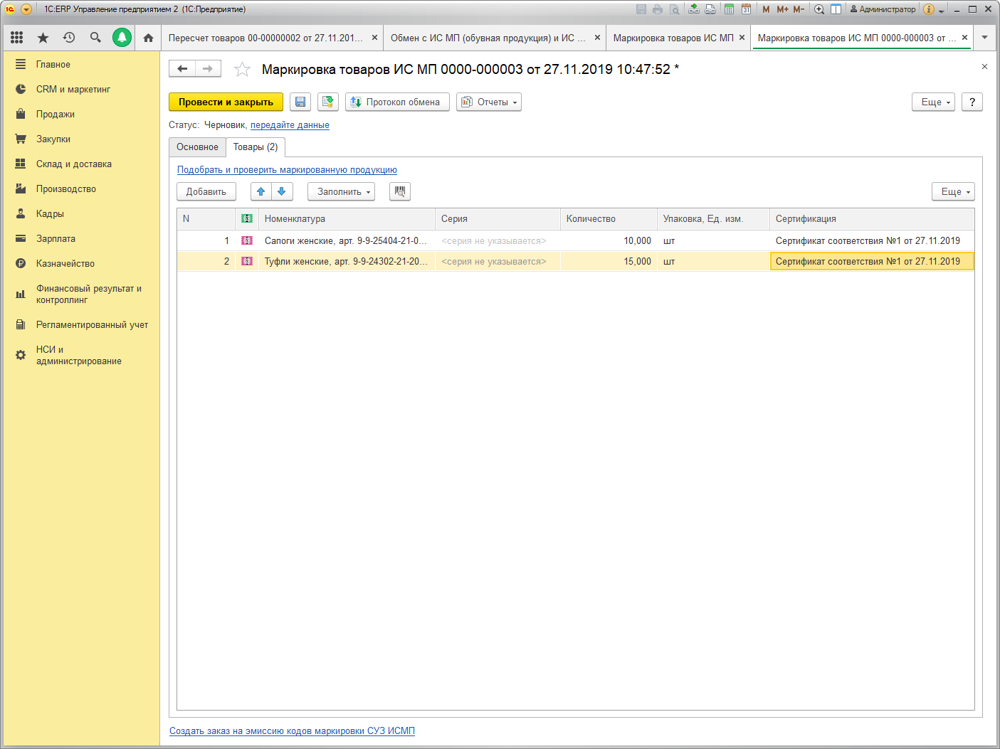 1С:ERP Управление предприятием 2 (1С:Предприятие)
M M+ M- Администратор
Пересчет товаров 00-00000002 от 27.11.201... × Обмен с ИС МП (обувная продукция) и ИС ... × Маркировка товаров ИС МП × Маркировка товаров ИС МП 0000-000003 от ... ×
Главное
CRM и маркетинг
Продажи
Закупки
Склад и доставка
Производство
Кадры
Зарплата
Казначейство
Финансовый результат и
контроллинг
Регламентированный учет
НСИ и
администрирование
Маркировка товаров ИС МП 0000-000003 от 27.11.2019 10:47:52 *
Провести и закрыть Протокол обмена Отчеты Еще ?
Статус: Черновик, передайте данные
Основное Товары (2)
Подобрать и проверить маркированную продукцию
Добавить Заполнить Еще
N Номенклатура Серия Количество Упаковка, Ед. изм. Сертификация
1 Сапоги женские, арт. 9-9-25404-21-0... <серия не указывается> 10,000 шт Сертификат соответствия №1 от 27.11.2019
2 Туфли женские, арт. 9-9-24302-21-20... <серия не указывается> 15,000 шт Сертификат соответствия №1 от 27.11.2019
Создать заказ на эмиссию кодов маркировки СУЗ ИСМП